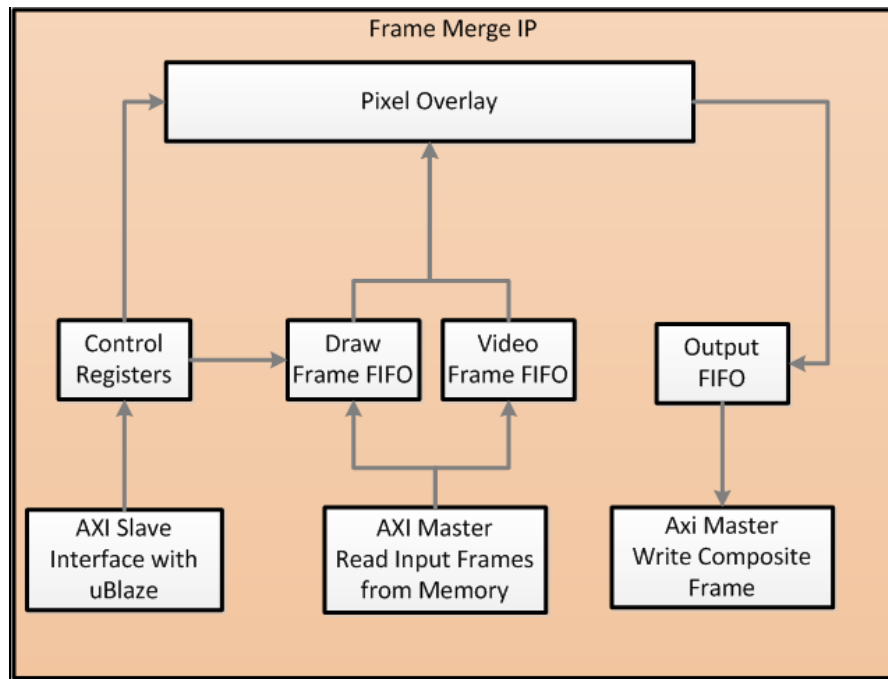 Frame Merge IP
Pixel Overlay
Control
Registers
Draw
Frame FIFO
Video
Frame FIFO
Output
FIFO
AXI Slave
Interface with
uBlaze
AXI Master
Read Input Frames
from Memory
Axi Master
Write Composite
Frame